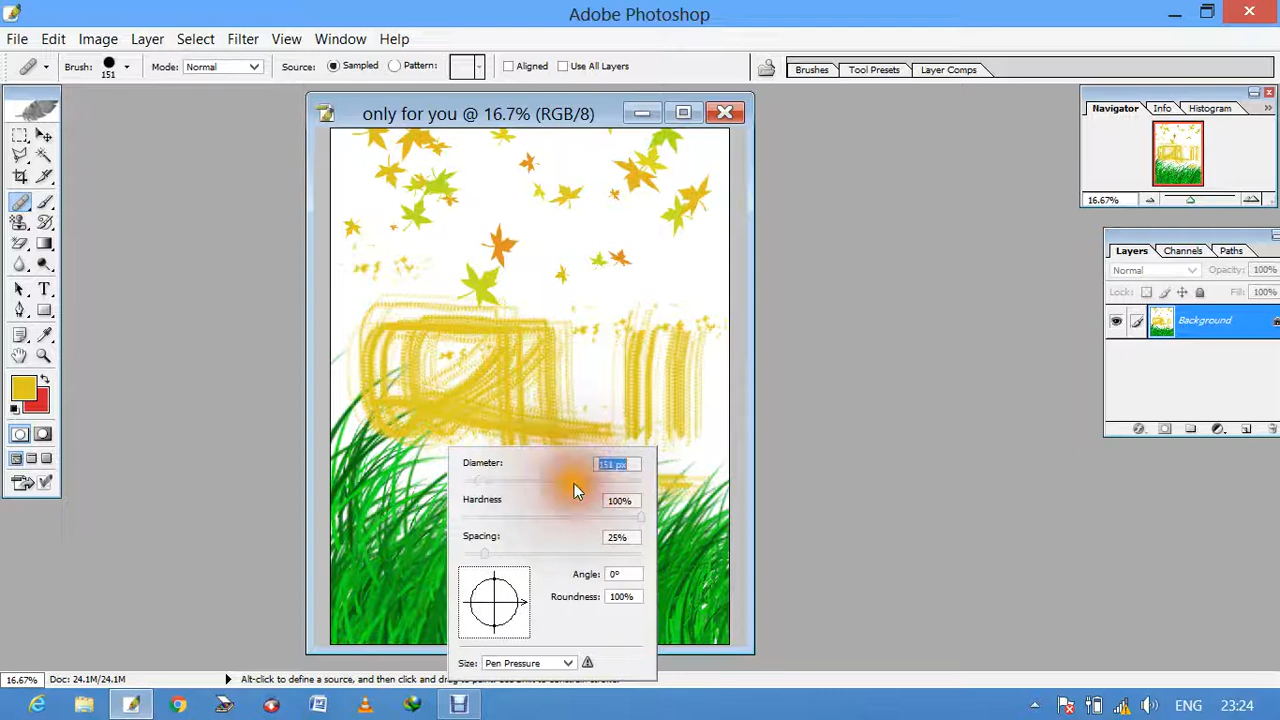 Adobe Photoshop
File Edit Image Layer Select Filter View Window Help
Brush: 151 Mode: Normal Source: Sampled Pattern: Aligned Use All Layers Brushes Tool Presets Layer Comps
only for you @ 16.7% (RGB/8)
Navigator Info Histogram
16.67%
Layers Channels Paths
Normal Opacity: 100%
Lock: Fill: 100%
Background
Diameter: 151 px
Hardness 100%
Spacing: 25%
Angle: 0º
Roundness: 100%
Size: Pen Pressure
16.67% Doc: 24.1M/24.1M Alt-click to define a source, and then click and drag
ENG 23:24